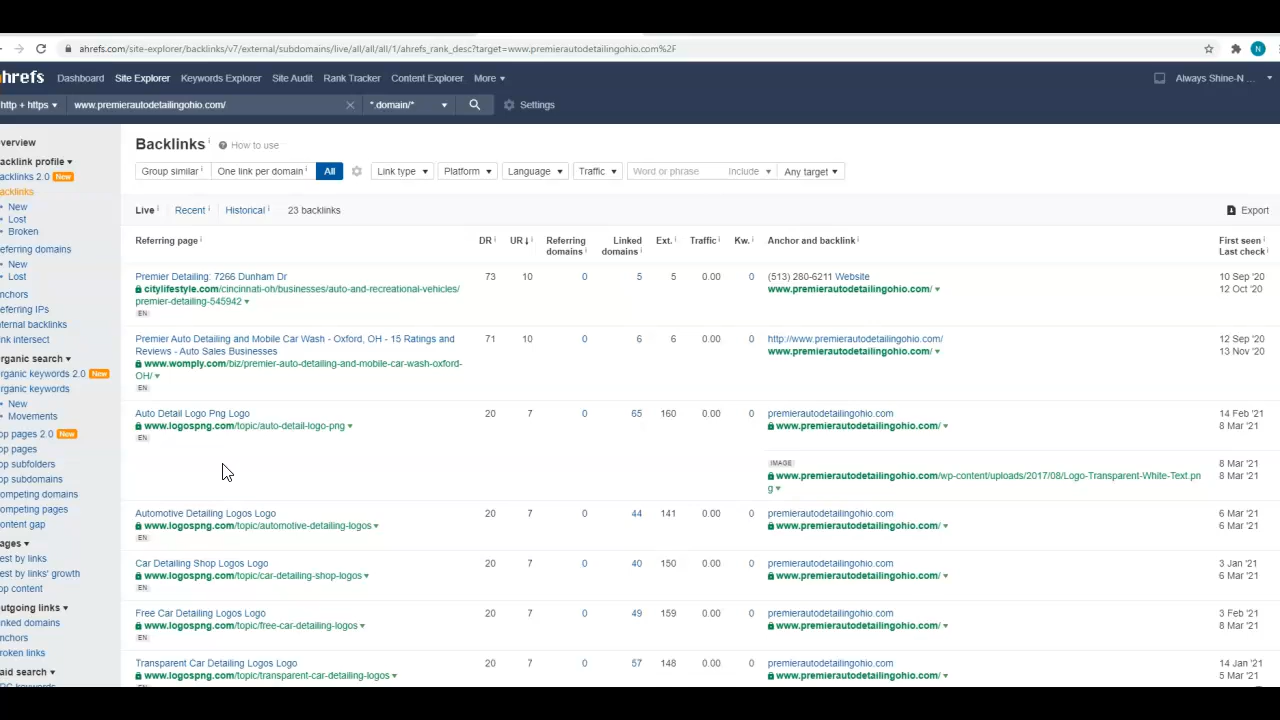 ahrefs.com/site-explorer/backlinks/v7/external/subdomains/live/all/all/all/1/ahrefs_rank_desc?target=www.premierautodetailingohio.com%2F
N
hrefs Dashboard Site Explorer Keywords Explorer Site Audit Rank Tracker Content Explorer More Always Shine-N ...
http + https www.premierautodetailingohio.com/ *.domain/* Settings
verview
acklink profile
acklinks 2.0 New
acklinks
New
Lost
Broken
eferring domains
New
Lost
nchors
eferring IPs
ternal backlinks
ink intersect
rganic search
rganic keywords 2.0 New
rganic keywords
New
Movements
op pages 2.0 New
op pages
op subfolders
op subdomains
ompeting domains
ompeting pages
ontent gap
ages
est by links
est by links' growth
op content
utgoing links
inked domains
nchors
roken links
aid search
Backlinks i How to use
Group similar i One link per domain i All Link type Platform Language Traffic Word or phrase Include Any target
Live i Recent i Historical i 23 backlinks Export
Referring page i DR i UR ↓ i Referring domains i Linked domains i Ext. i Traffic i Kw. i Anchor and backlink i First seen i Last check i
Premier Detailing: 7266 Dunham Dr 73 10 0 5 5 0.00 0 (513) 280-6211 Website 10 Sep '20
citylifestyle.com/cincinnati-oh/businesses/auto-and-recreational-vehicles/ www.premierautodetailingohio.com/ 12 Oct '20
premier-detailing-545942
EN
Premier Auto Detailing and Mobile Car Wash - Oxford, OH - 15 Ratings and 71 10 0 6 6 0.00 0 http://www.premierautodetailingohio.com/ 12 Sep '20
Reviews - Auto Sales Businesses www.premierautodetailingohio.com/ 13 Nov '20
www.womply.com/biz/premier-auto-detailing-and-mobile-car-wash-oxford-
OH/
EN
Auto Detail Logo Png Logo 20 7 0 65 160 0.00 0 premierautodetailingohio.com 14 Feb '21
www.logospng.com/topic/auto-detail-logo-png www.premierautodetailingohio.com/ 8 Mar '21
EN
IMAGE 8 Mar '21
www.premierautodetailingohio.com/wp-content/uploads/2017/08/Logo-Transparent-White-Text.pn 8 Mar '21
g
Automotive Detailing Logos Logo 20 7 0 44 141 0.00 0 premierautodetailingohio.com 6 Mar '21
www.logospng.com/topic/automotive-detailing-logos www.premierautodetailingohio.com/ 6 Mar '21
EN
Car Detailing Shop Logos Logo 20 7 0 40 150 0.00 0 premierautodetailingohio.com 3 Jan '21
www.logospng.com/topic/car-detailing-shop-logos www.premierautodetailingohio.com/ 6 Mar '21
EN
Free Car Detailing Logos Logo 20 7 0 49 159 0.00 0 premierautodetailingohio.com 3 Feb '21
www.logospng.com/topic/free-car-detailing-logos www.premierautodetailingohio.com/ 8 Mar '21
EN
Transparent Car Detailing Logos Logo 20 7 0 57 148 0.00 0 premierautodetailingohio.com 14 Jan '21
www.logospng.com/topic/transparent-car-detailing-logos www.premierautodetailingohio.com/ 5 Mar '21